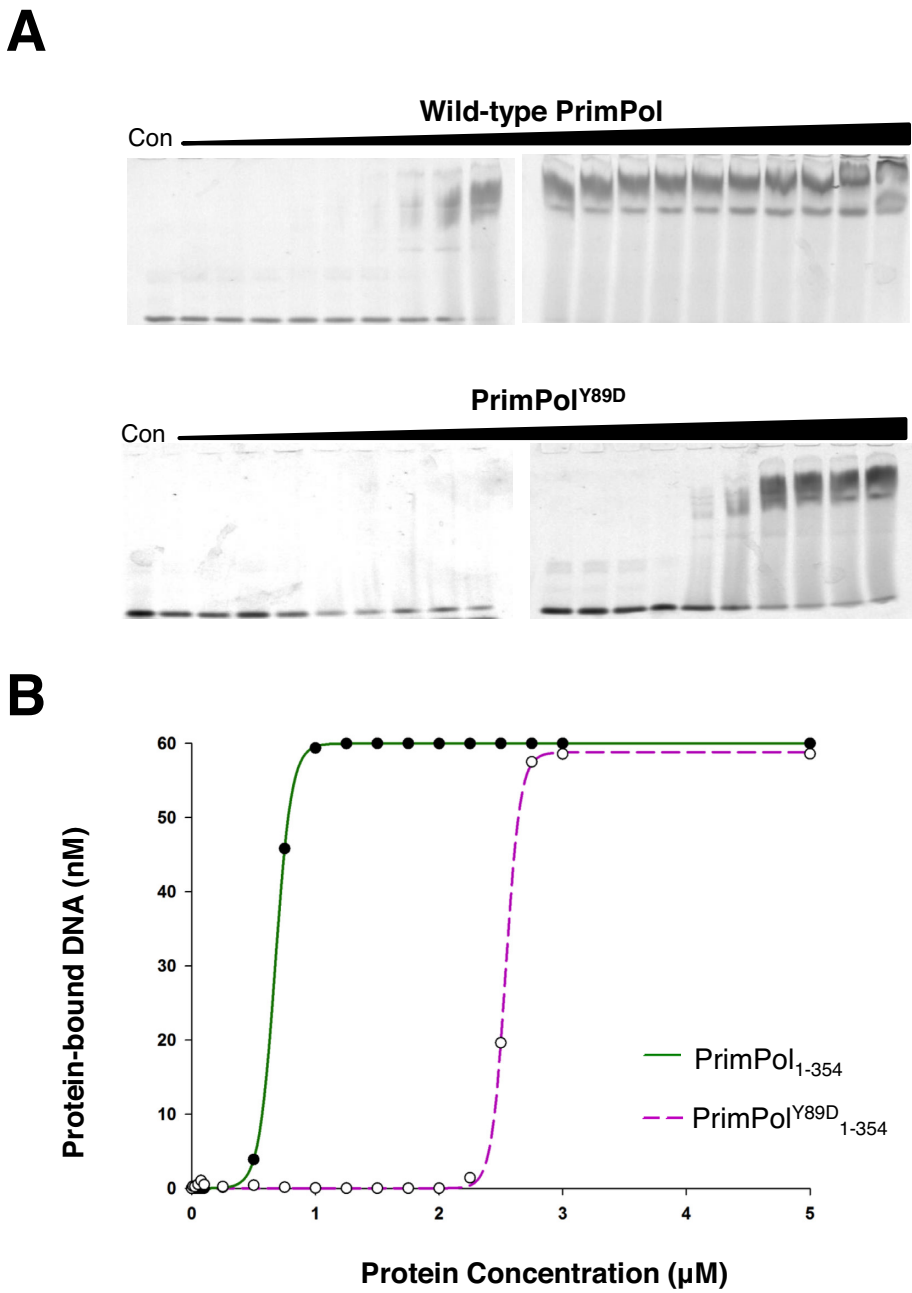 A
Wild-type PrimPol
Con
PrimPolY89D
Con
B
60
50
40
30
20
10
0
Protein-bound DNA (nM)
0 1 2 3 4 5
Protein Concentration (µM)
PrimPol1-354
PrimPolY89D1-354